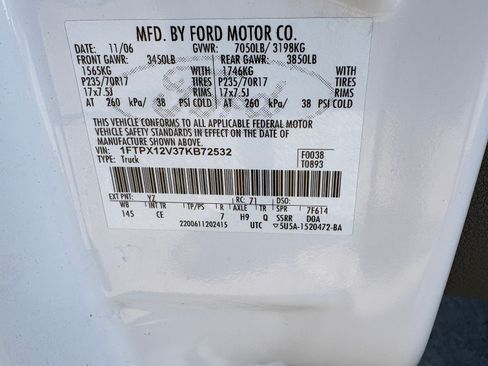 MFD. BY FORD MOTOR CO.
DATE: 11/06 GVWR: 7050LB/ 3198KG
FRONT GAWR: 3450LB REAR GAWR: 3850LB
1565KG WITH 1746KG WITH
P235/70R17 TIRES P235/70R17 TIRES
17x7.5J RIMS 17x7.5J RIMS
AT 260 kPa/ 38 PSI COLD AT 260 kPa/ 38 PSI COLD
THIS VEHICLE CONFORMS TO ALL APPLICABLE FEDERAL MOTOR
VEHICLE SAFETY STANDARDS IN EFFECT ON THE DATE OF
MANUFACTURE SHOWN ABOVE.
VIN: 1FTPX12V37KB72532 F0038
TYPE: Truck T0893
EXT PNT: YZ RC: 71 DSO:
WB INT TR TP/PS R AXLE TR SPR 7F614
145 CE 7 H9 Q SSRR DOA
2200611202415 UTC ▽5U5A-1520472-BA